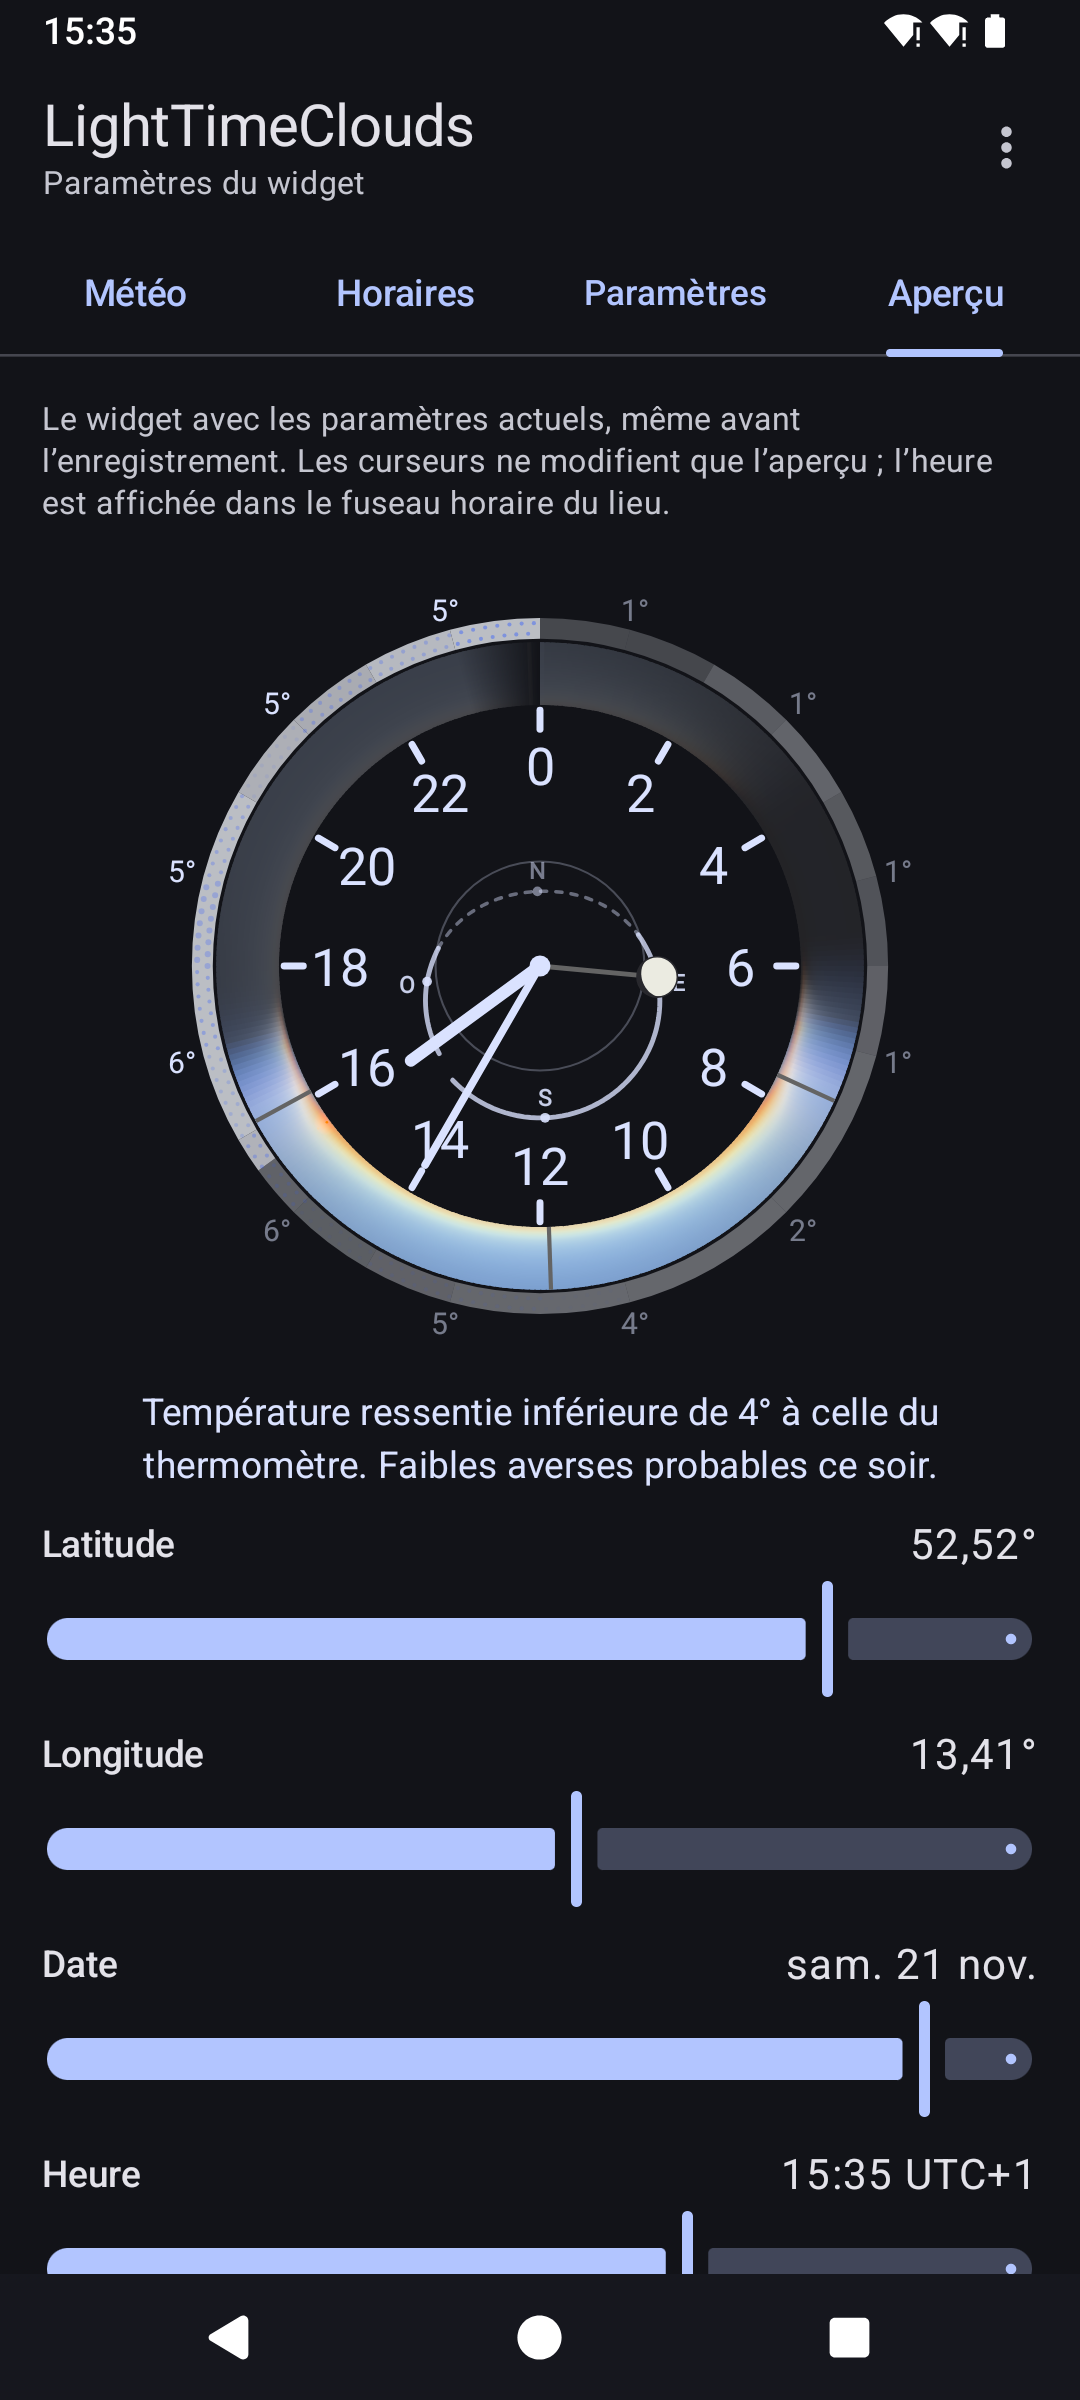 15:35
LightTimeClouds
Paramètres du widget
Météo
Horaires
Paramètres
Aperçu
Le widget avec les paramètres actuels, même avant
l’enregistrement. Les curseurs ne modifient que l’aperçu ; l’heure
est affichée dans le fuseau horaire du lieu.
5° 1°
5° 1°
0
22 2
20 4
5° 1°
N
18 6
O E
6° 1°
16 8
S
14 10
12
6° 2°
5° 4°
Température ressentie inférieure de 4° à celle du
thermomètre. Faibles averses probables ce soir.
Latitude 52,52°
Longitude 13,41°
Date sam. 21 nov.
Heure 15:35 UTC+1